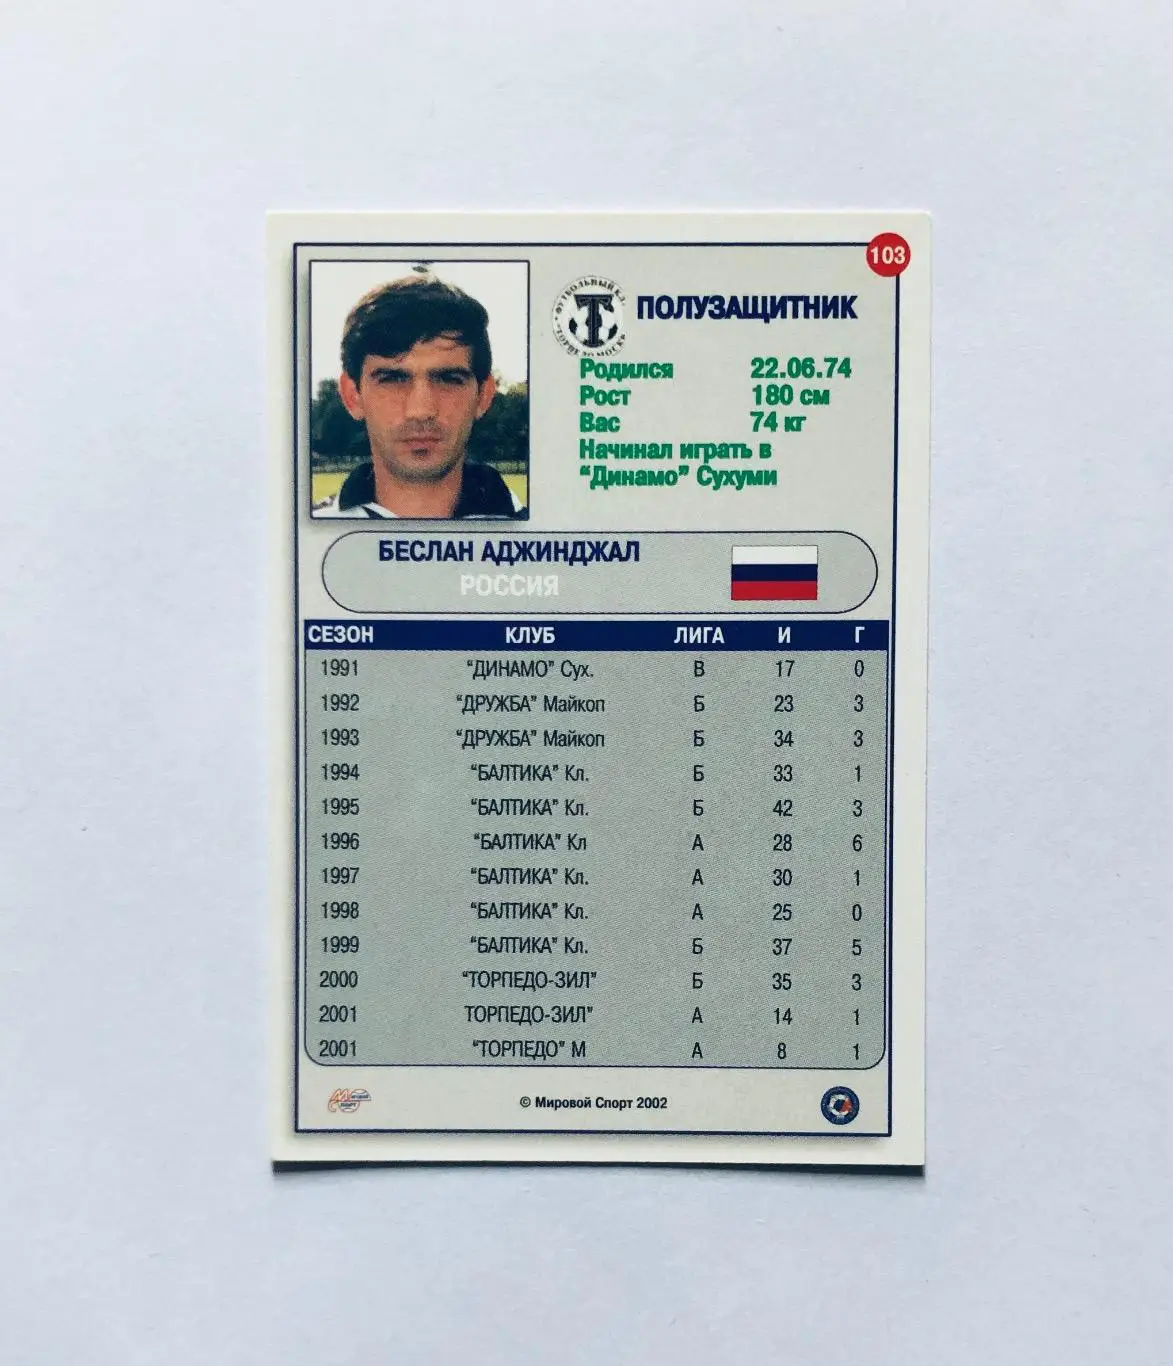 103
ФУТБОЛЬНЫЙ КЛ.
ТОРПЕДО МОСКВ
ПОЛУЗАЩИТНИК
Родился 22.06.74
Рост 180 см
Вас 74 кг
Начинал играть в
“Динамо” Сухуми
БЕСЛАН АДЖИНДЖАЛ
РОССИЯ
СЕЗОН КЛУБ ЛИГА И Г
1991 “ДИНАМО” Сух. В 17 0
1992 “ДРУЖБА” Майкоп Б 23 3
1993 “ДРУЖБА” Майкоп Б 34 3
1994 “БАЛТИКА” Кл. Б 33 1
1995 “БАЛТИКА” Кл. Б 42 3
1996 “БАЛТИКА” Кл А 28 6
1997 “БАЛТИКА” Кл. А 30 1
1998 “БАЛТИКА” Кл. А 25 0
1999 “БАЛТИКА” Кл. Б 37 5
2000 “ТОРПЕДО-ЗИЛ” Б 35 3
2001 ТОРПЕДО-ЗИЛ” А 14 1
2001 “ТОРПЕДО” М А 8 1
© Мировой Спорт 2002